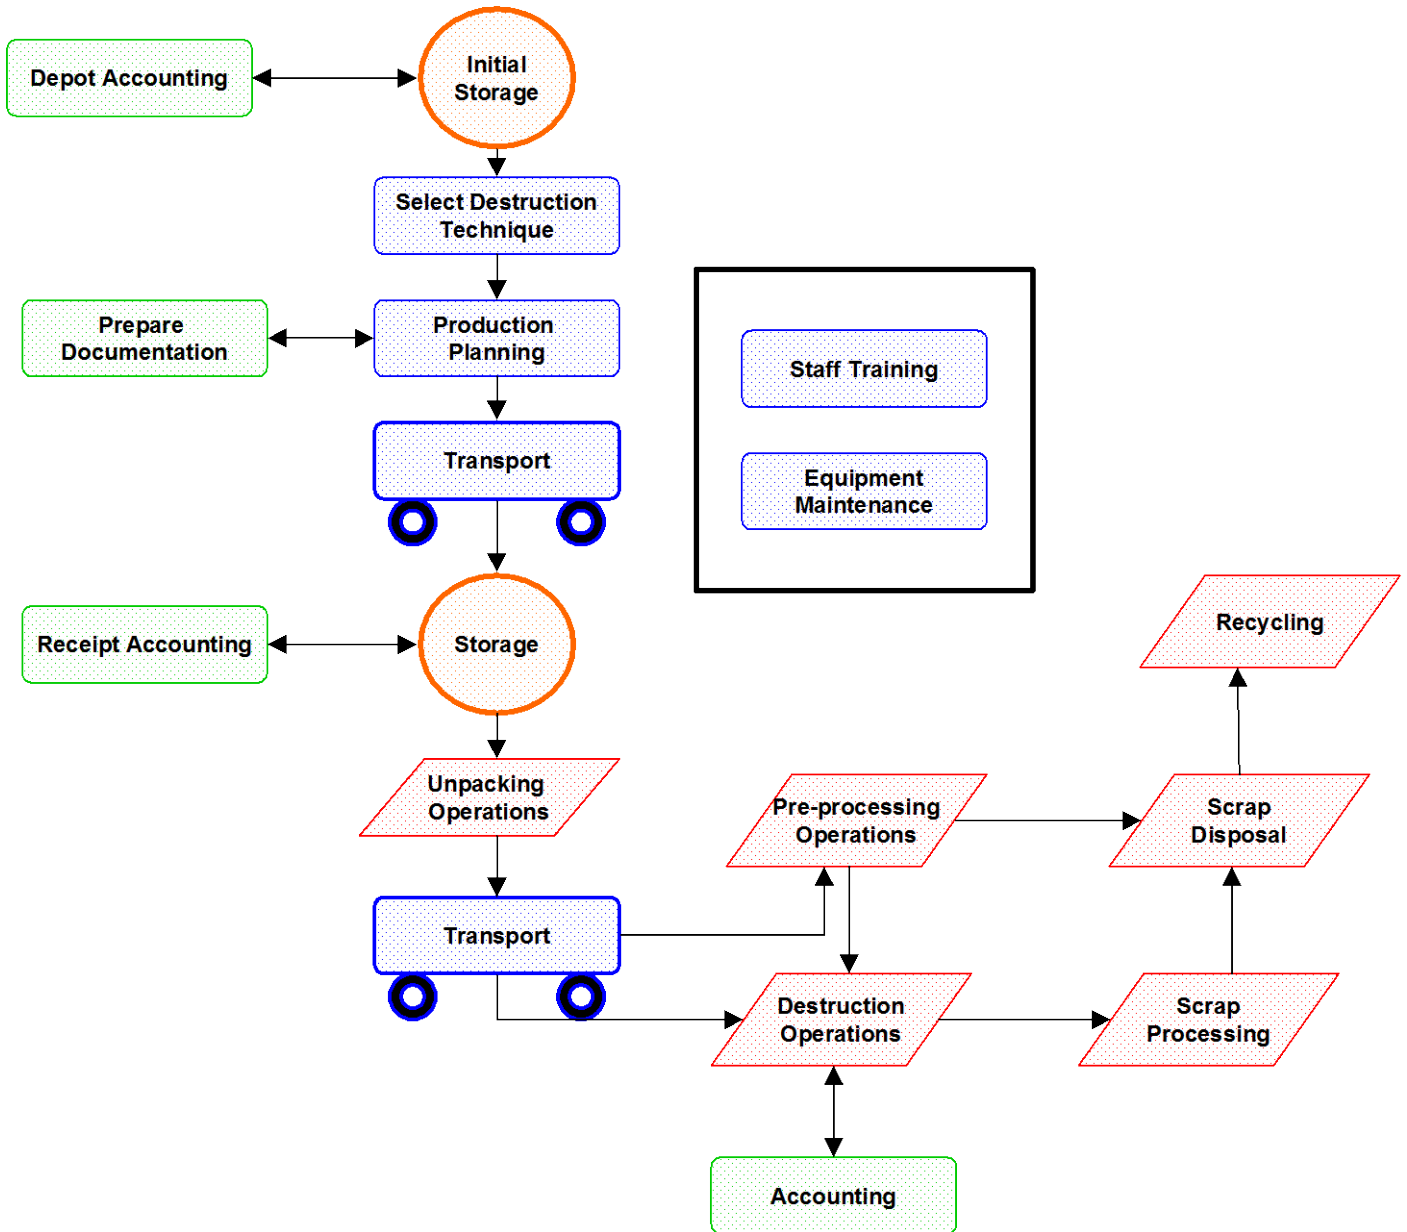 Depot Accounting
Initial
Storage
Select Destruction
Technique
Prepare
Documentation
Production
Planning
Staff Training
Transport
Equipment
Maintenance
Receipt Accounting
Storage
Recycling
Unpacking
Operations
Pre-processing
Operations
Scrap
Disposal
Transport
Destruction
Operations
Scrap
Processing
Accounting